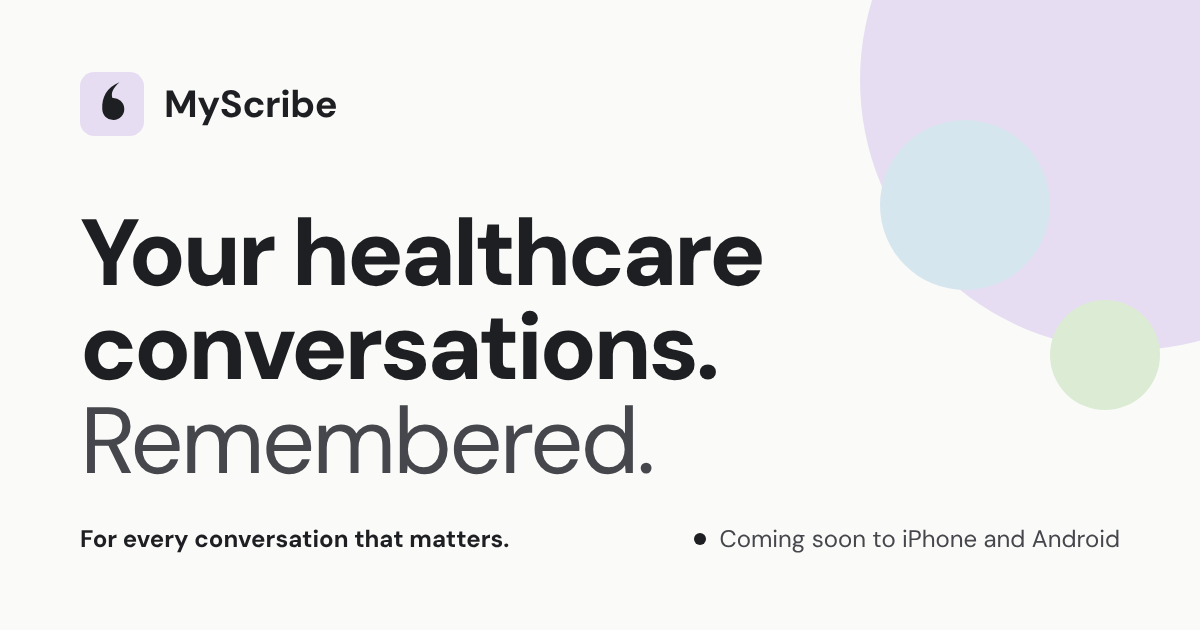 MyScribe
Your healthcare
conversations.
Remembered.
For every conversation that matters.
Coming soon to iPhone and Android